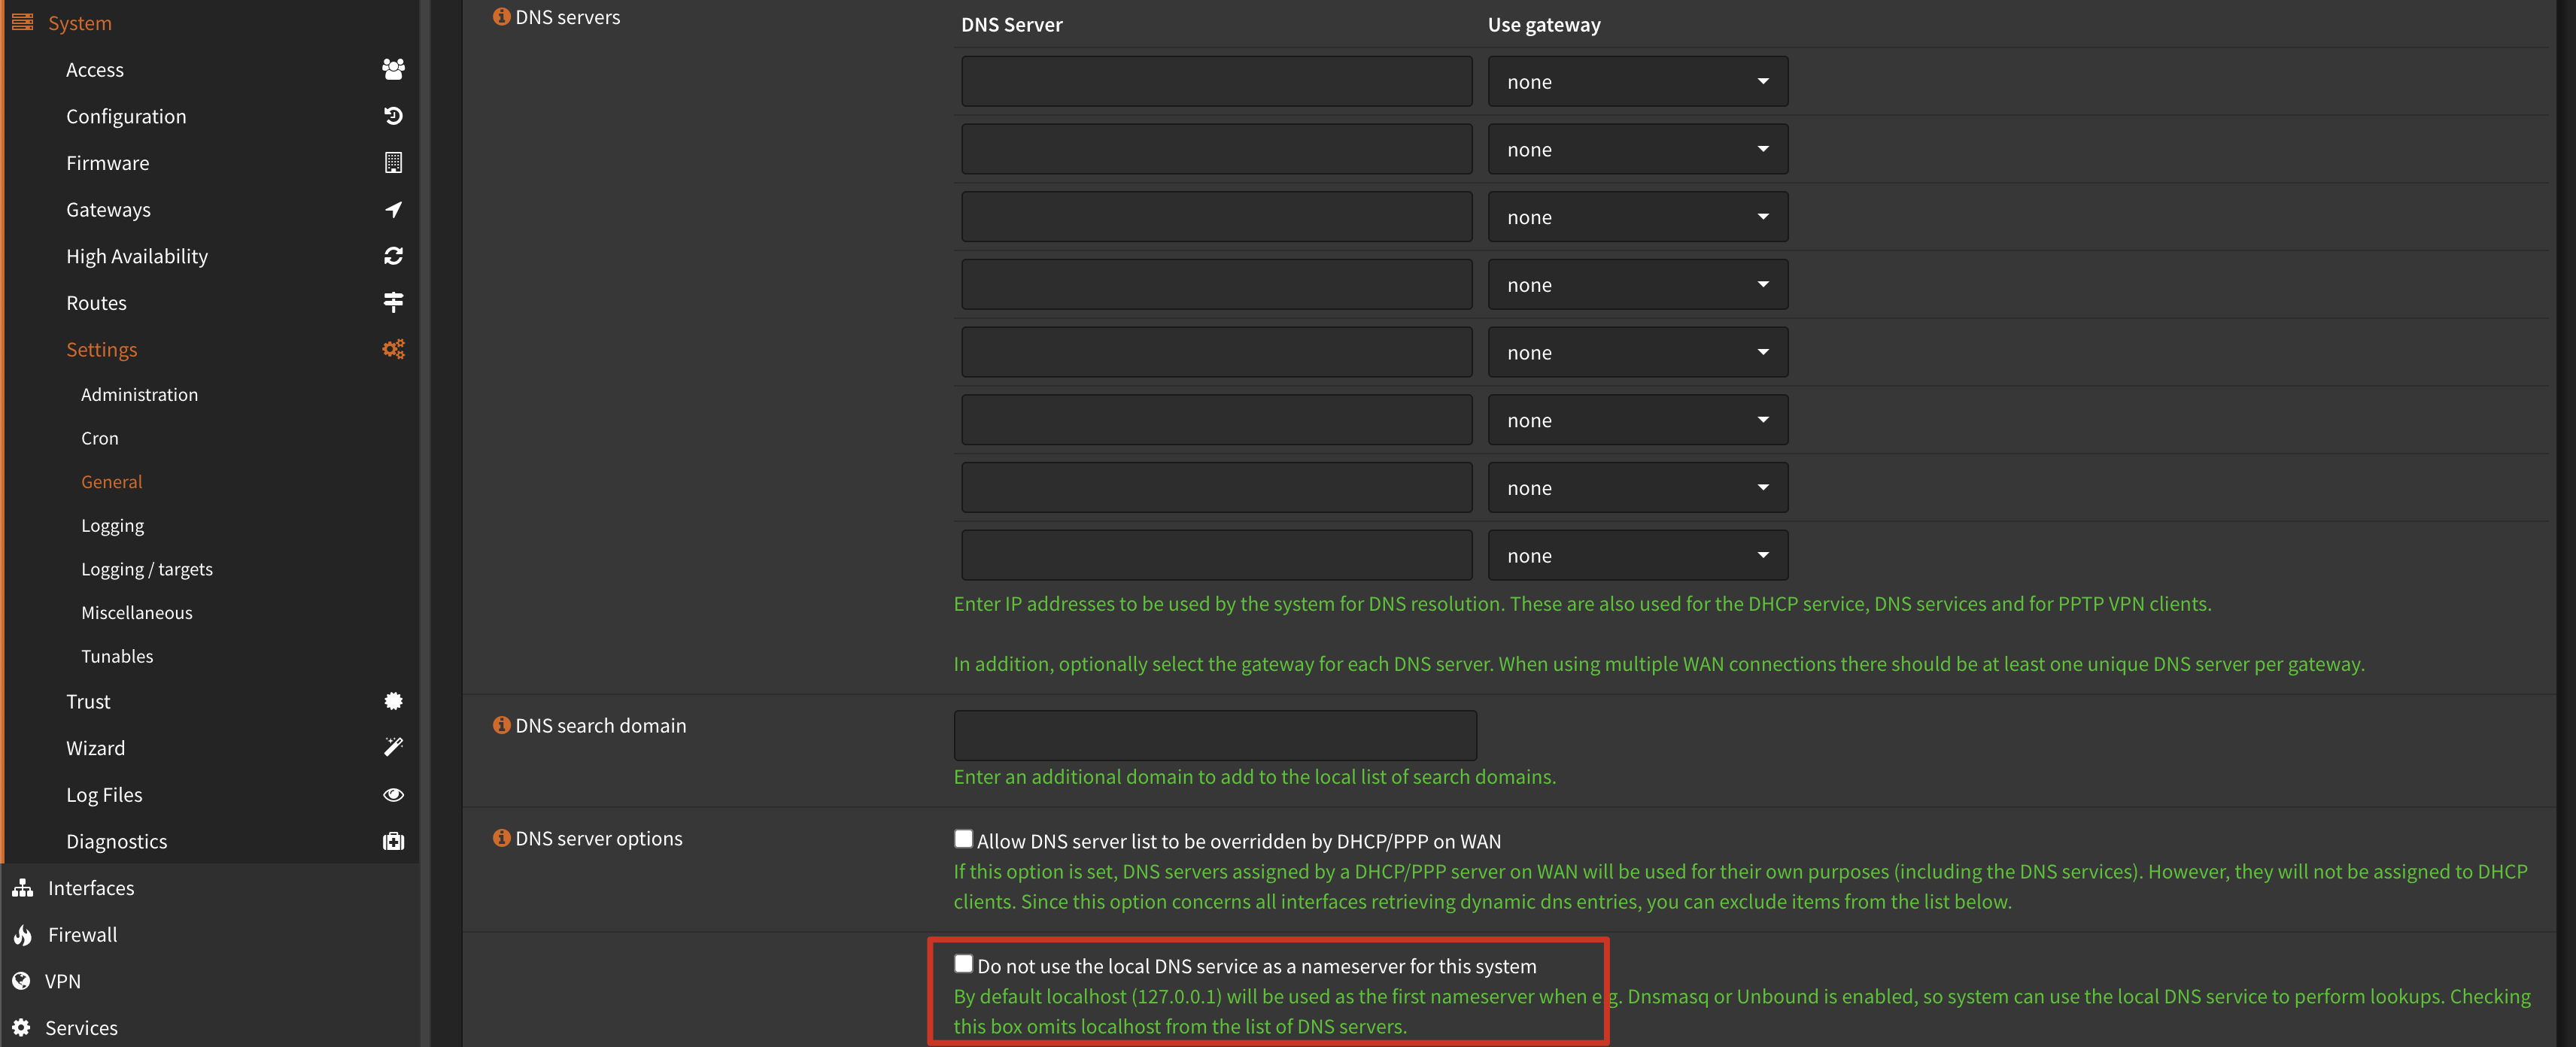 System
Access
Configuration
Firmware
Gateways
High Availability
Routes
Settings
Administration
Cron
General
Logging
Logging / targets
Miscellaneous
Tunables
Trust
Wizard
Log Files
Diagnostics
Interfaces
Firewall
VPN
Services
DNS servers
DNS Server Use gateway
none
none
none
none
none
none
none
none
Enter IP addresses to be used by the system for DNS resolution. These are also used for the DHCP service, DNS services and for PPTP VPN clients.
In addition, optionally select the gateway for each DNS server. When using multiple WAN connections there should be at least one unique DNS server per gateway.
DNS search domain
Enter an additional domain to add to the local list of search domains.
DNS server options
Allow DNS server list to be overridden by DHCP/PPP on WAN
If this option is set, DNS servers assigned by a DHCP/PPP server on WAN will be used for their own purposes (including the DNS services). However, they will not be assigned to DHCP
clients. Since this option concerns all interfaces retrieving dynamic dns entries, you can exclude items from the list below.
Do not use the local DNS service as a nameserver for this system
By default localhost (127.0.0.1) will be used as the first nameserver when e.g. Dnsmasq or Unbound is enabled, so system can use the local DNS service to perform lookups. Checking
this box omits localhost from the list of DNS servers.